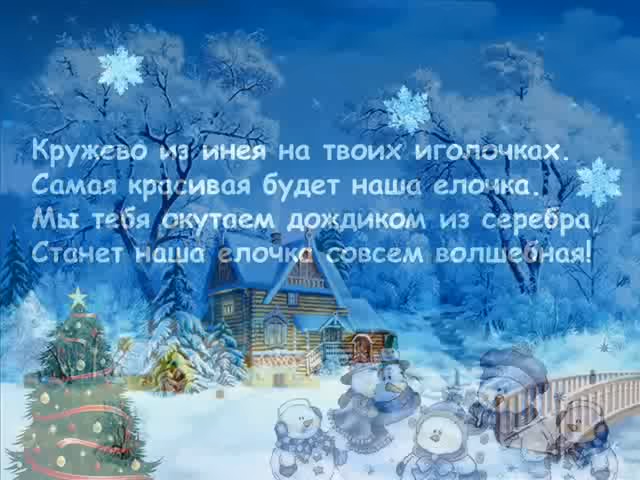 Кружево из инея на твоих иголочках.
Самая красивая будет наша елочка.
Мы тебя окутаем дождиком из серебра
Станет наша елочка совсем волшебная!